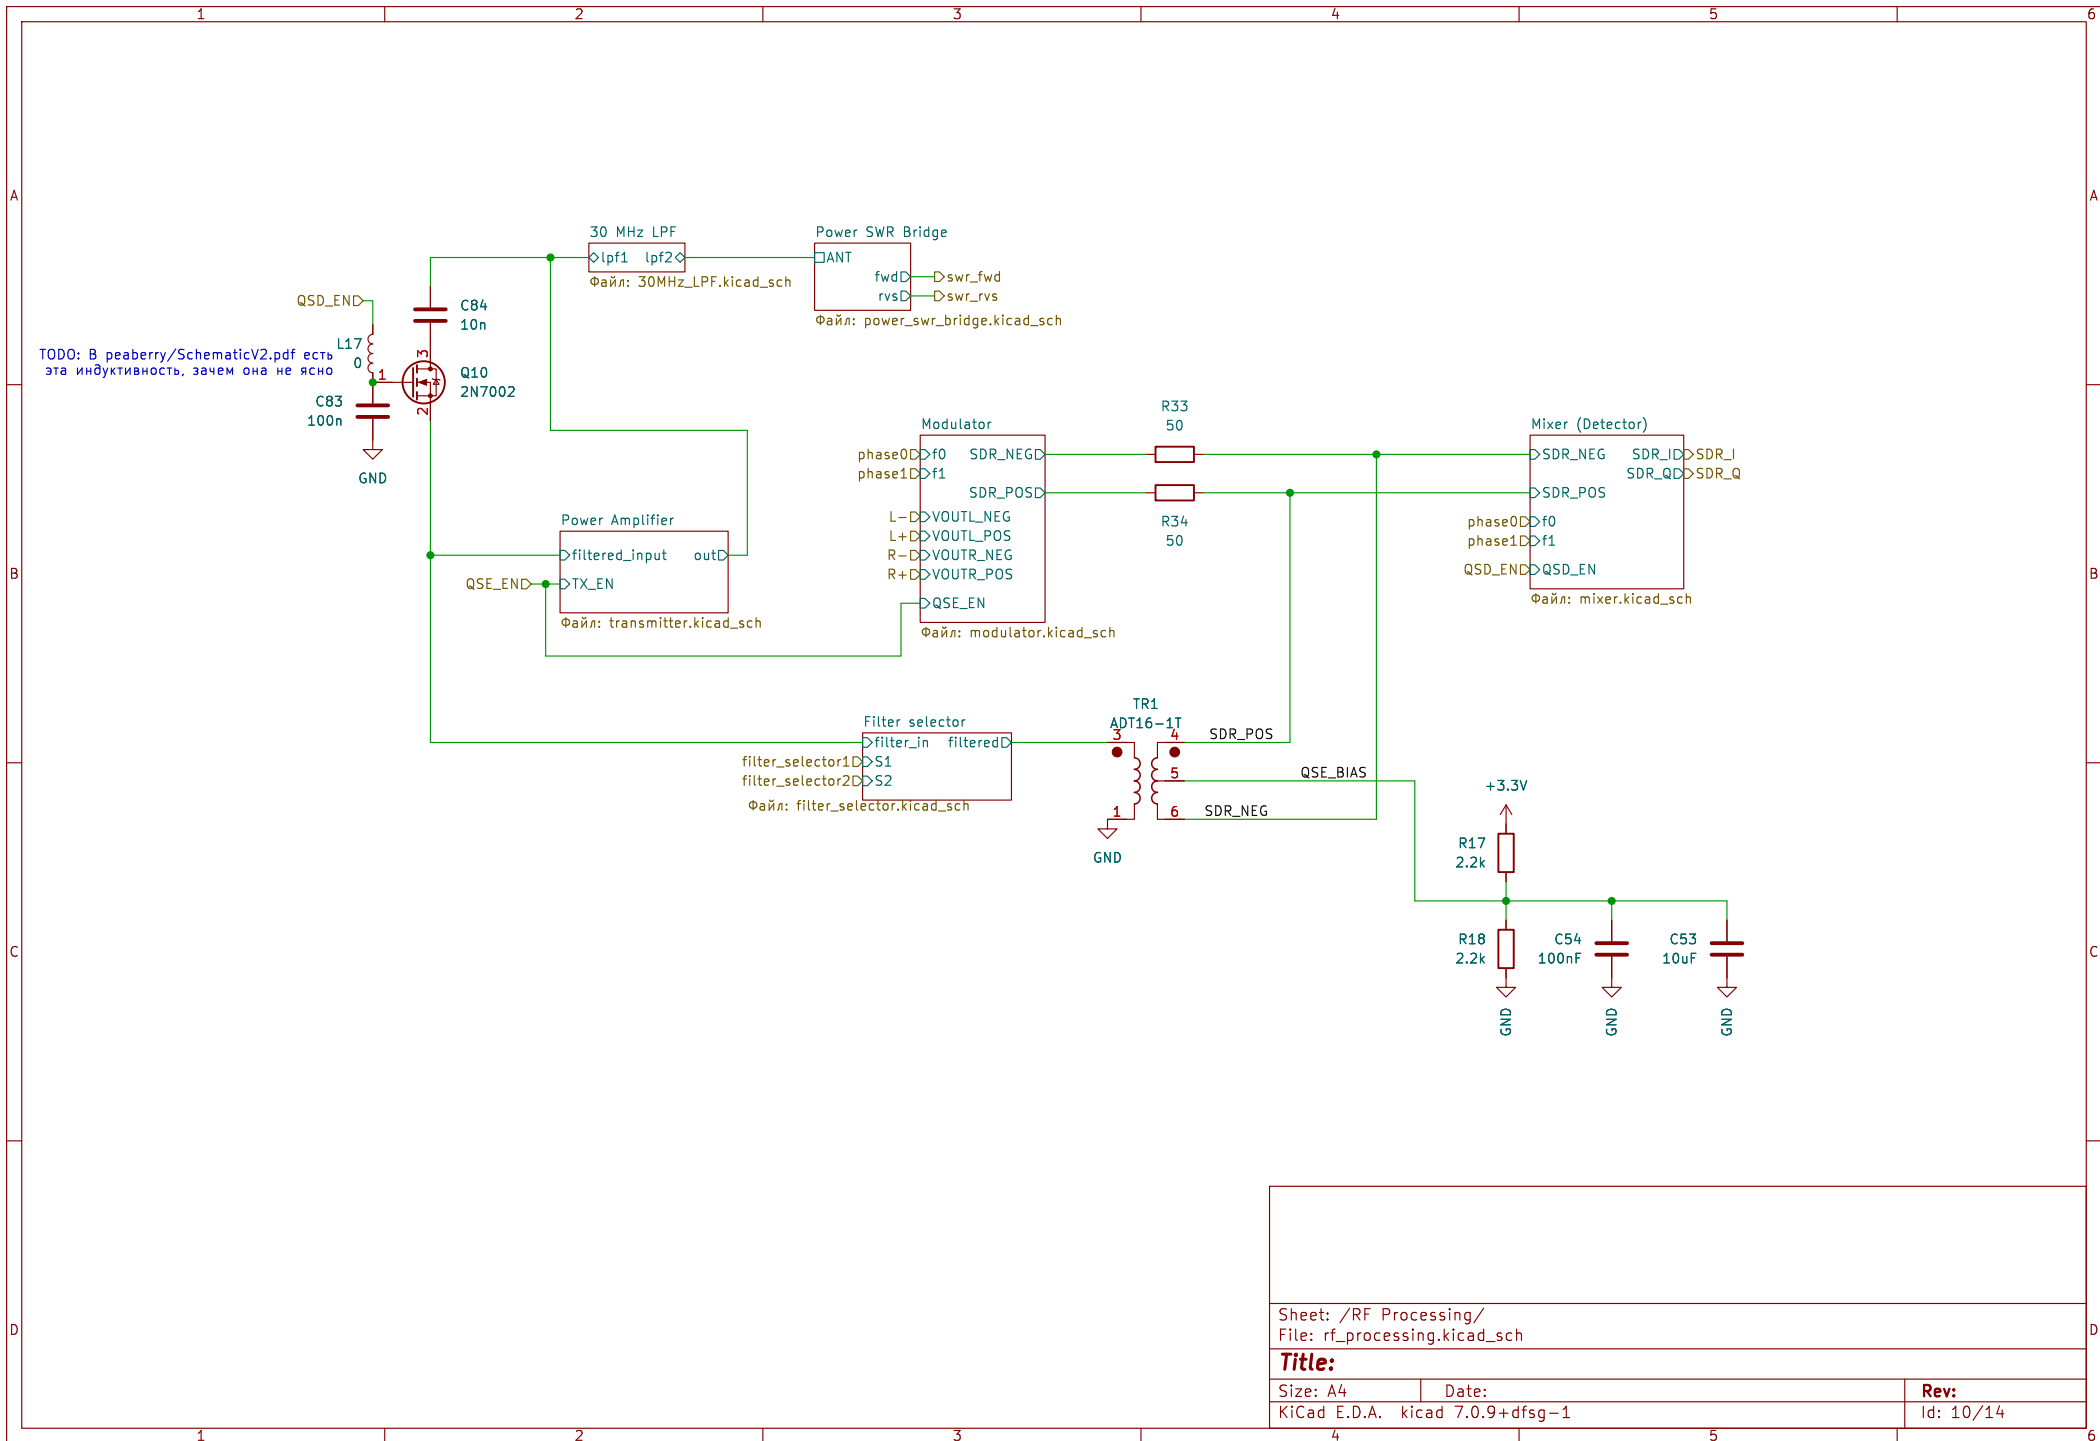 1 2 3 4 5 6
A A
30 MHz LPF
lpf1 lpf2
Файл: 30MHz_LPF.kicad_sch
Power SWR Bridge
ANT
fwd swr_fwd
rvs swr_rvs
Файл: power_swr_bridge.kicad_sch
QSD_EN
C84
10n
L17
0
TODO: В peaberry/SchematicV2.pdf есть
эта индуктивность, зачем она не ясно
3
1
2
Q10
2N7002
C83
100n
GND
Power Amplifier
filtered_input out
QSE_EN TX_EN
Файл: transmitter.kicad_sch
Modulator
phase0 f0 SDR_NEG
phase1 f1
SDR_POS
L- VOUTL_NEG
L+ VOUTL_POS
R- VOUTR_NEG
R+ VOUTR_POS
QSE_EN
Файл: modulator.kicad_sch
R33
50
R34
50
Mixer (Detector)
SDR_NEG SDR_I SDR_I
SDR_Q SDR_Q
SDR_POS
phase0 f0
phase1 f1
QSD_EN QSD_EN
Файл: mixer.kicad_sch
B B
Filter selector
filter_in filtered
filter_selector1 S1
filter_selector2 S2
Файл: filter_selector.kicad_sch
TR1
ADT16-1T
3 4 SDR_POS
5 QSE_BIAS
1 6 SDR_NEG
GND
+3.3V
R17
2.2k
R18
2.2k
C54
100nF
C53
10uF
GND GND GND
C C
D D
Sheet: /RF Processing/
File: rf_processing.kicad_sch
Title:
Size: A4 Date: Rev:
KiCad E.D.A. kicad 7.0.9+dfsg-1 Id: 10/14
1 2 3 4 5 6